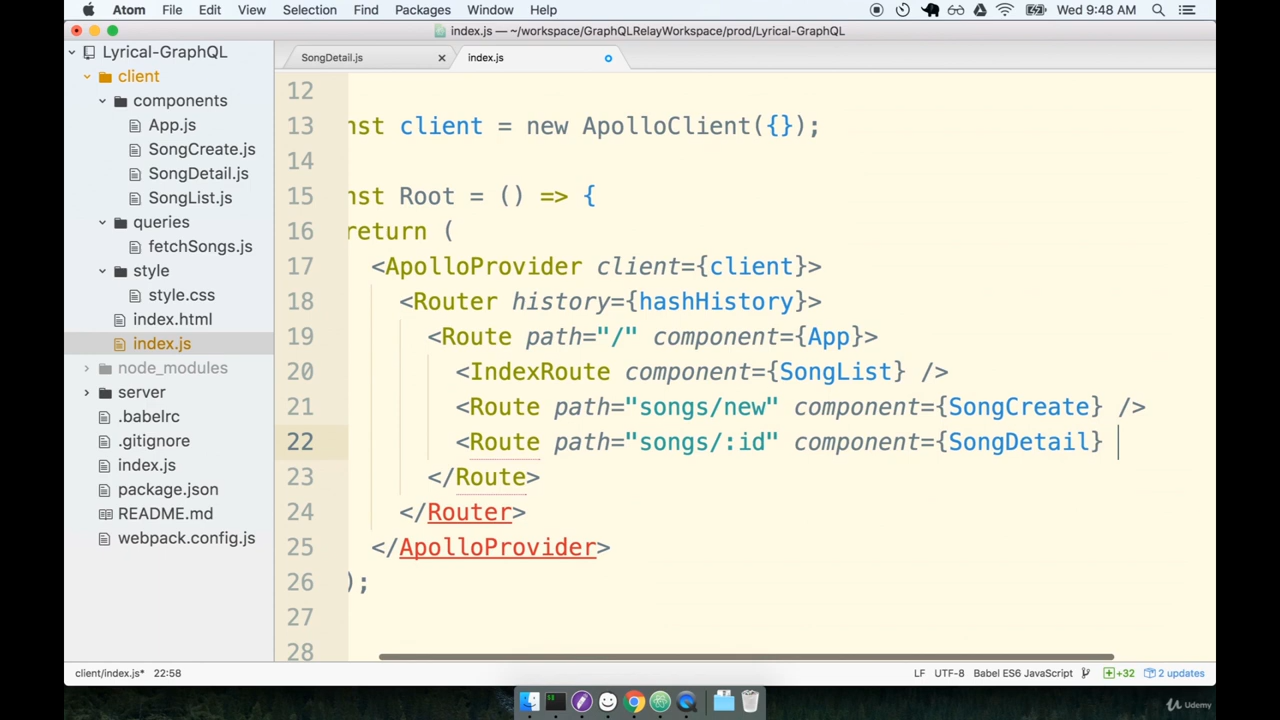 Atom File Edit View Selection Find Packages Window Help Wed 9:48 AM
index.js — ~/workspace/GraphQLRelayWorkspace/prod/Lyrical-GraphQL
Lyrical-GraphQL
client
components
App.js
SongCreate.js
SongDetail.js
SongList.js
queries
fetchSongs.js
style
style.css
index.html
index.js
node_modules
server
.babelrc
.gitignore
index.js
package.json
README.md
webpack.config.js
SongDetail.js index.js
12
13 nst client = new ApolloClient({});
14
15 nst Root = () => {
16 return (
17 <ApolloProvider client={client}>
18 <Router history={hashHistory}>
19 <Route path="/" component={App}>
20 <IndexRoute component={SongList} />
21 <Route path="songs/new" component={SongCreate} />
22 <Route path="songs/:id" component={SongDetail}
23 </Route>
24 </Router>
25 </ApolloProvider>
26 );
27
28
client/index.js* 22:58 LF UTF-8 Babel ES6 JavaScript +32 2 updates
Udemy